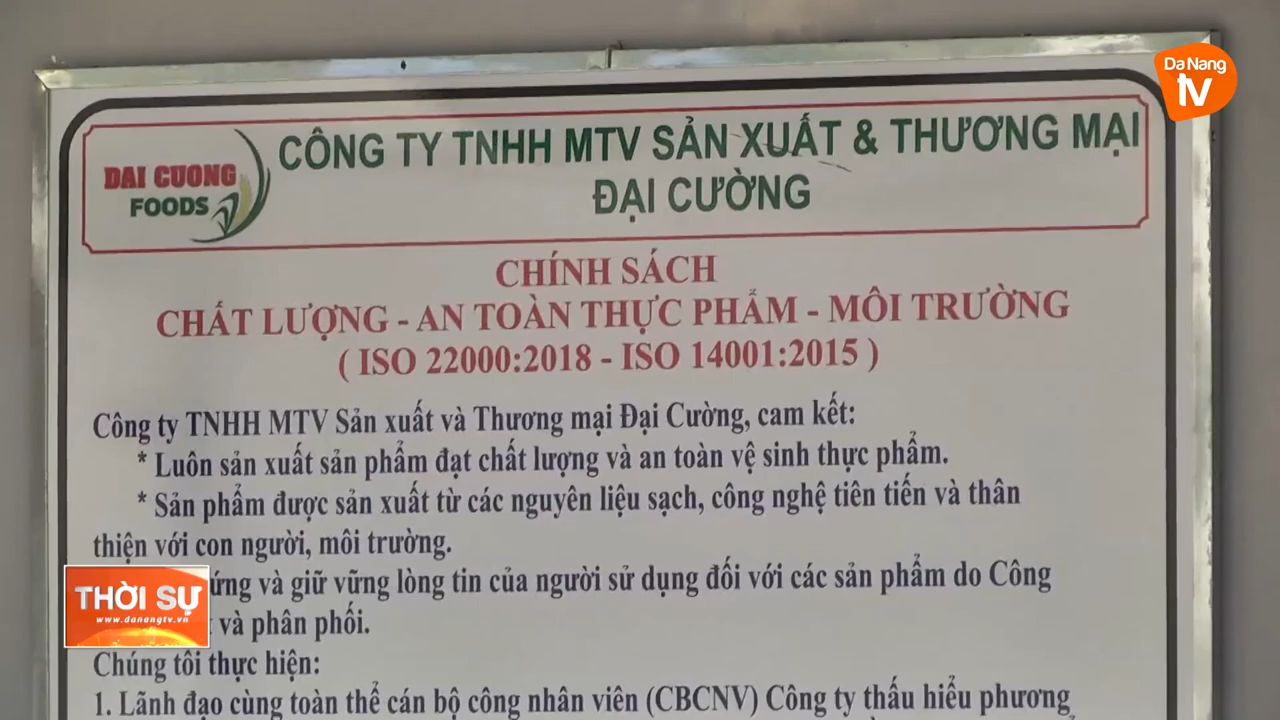 Da Nang
tv
DAI CUONG
FOODS
CÔNG TY TNHH MTV SẢN XUẤT & THƯƠNG MẠI
ĐẠI CƯỜNG
CHÍNH SÁCH
CHẤT LƯỢNG - AN TOÀN THỰC PHẨM - MÔI TRƯỜNG
( ISO 22000:2018 - ISO 14001:2015 )
Công ty TNHH MTV Sản xuất và Thương mại Đại Cường, cam kết:
* Luôn sản xuất sản phẩm đạt chất lượng và an toàn vệ sinh thực phẩm.
* Sản phẩm được sản xuất từ các nguyên liệu sạch, công nghệ tiên tiến và thân
thiện với con người, môi trường.
ứng và giữ vững lòng tin của người sử dụng đối với các sản phẩm do Công
và phân phối.
THỜI SỰ
www.danangtv.vn
Chúng tôi thực hiện:
1. Lãnh đạo cùng toàn thể cán bộ công nhân viên (CBCNV) Công ty thấu hiểu phương